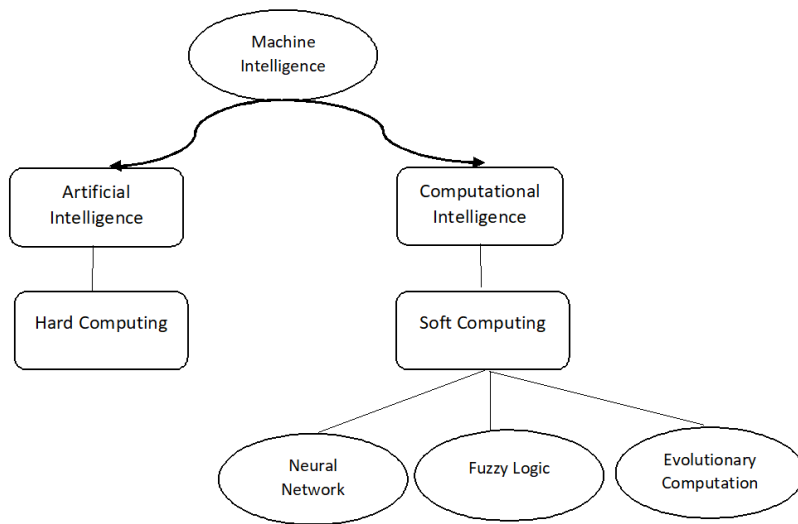 Machine
Intelligence
Artificial
Intelligence
Computational
Intelligence
Hard Computing
Soft Computing
Neural
Network
Fuzzy Logic
Evolutionary
Computation